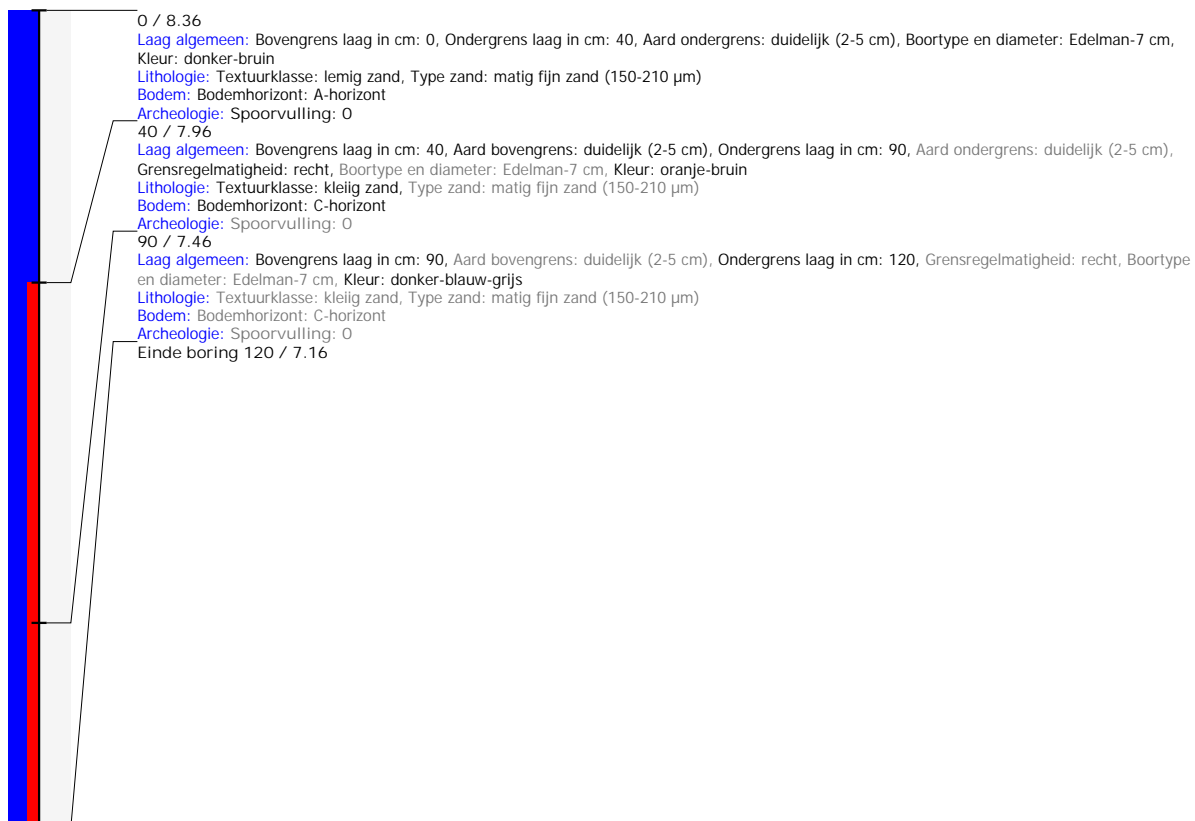 0 / 8.36
Laag algemeen: Bovengrens laag in cm: 0, Ondergrens laag in cm: 40, Aard ondergrens: duidelijk (2-5 cm), Boortype en diameter: Edelman-7 cm,
Kleur: donker-bruin
Lithologie: Textuurklasse: lemig zand, Type zand: matig fijn zand (150-210 µm)
Bodem: Bodemhorizont: A-horizont
Archeologie: Spoorvulling: 0
40 / 7.96
Laag algemeen: Bovengrens laag in cm: 40, Aard bovengrens: duidelijk (2-5 cm), Ondergrens laag in cm: 90, Aard ondergrens: duidelijk (2-5 cm),
Grensregelmatigheid: recht, Boortype en diameter: Edelman-7 cm, Kleur: oranje-bruin
Lithologie: Textuurklasse: kleiig zand, Type zand: matig fijn zand (150-210 µm)
Bodem: Bodemhorizont: C-horizont
Archeologie: Spoorvulling: 0
90 / 7.46
Laag algemeen: Bovengrens laag in cm: 90, Aard bovengrens: duidelijk (2-5 cm), Ondergrens laag in cm: 120, Grensregelmatigheid: recht, Boortype
en diameter: Edelman-7 cm, Kleur: donker-blauw-grijs
Lithologie: Textuurklasse: kleiig zand, Type zand: matig fijn zand (150-210 µm)
Bodem: Bodemhorizont: C-horizont
Archeologie: Spoorvulling: 0
Einde boring 120 / 7.16